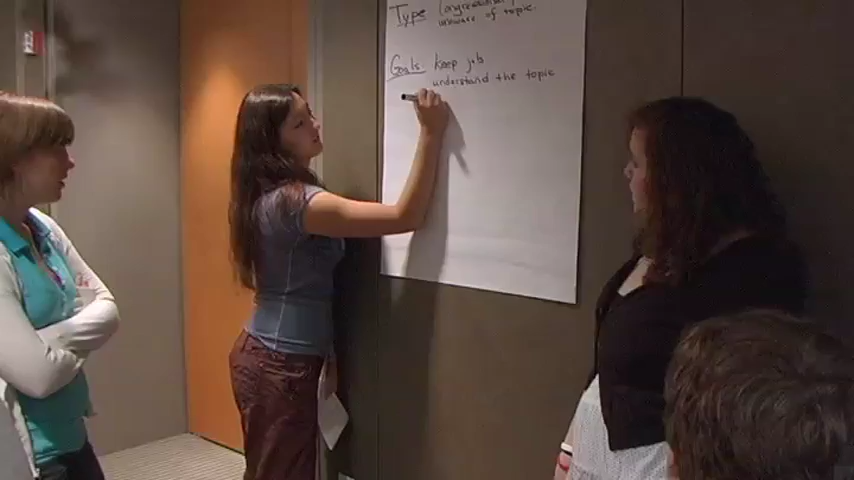 Type
unaware of topic.
Goals: keep job
understand the topic